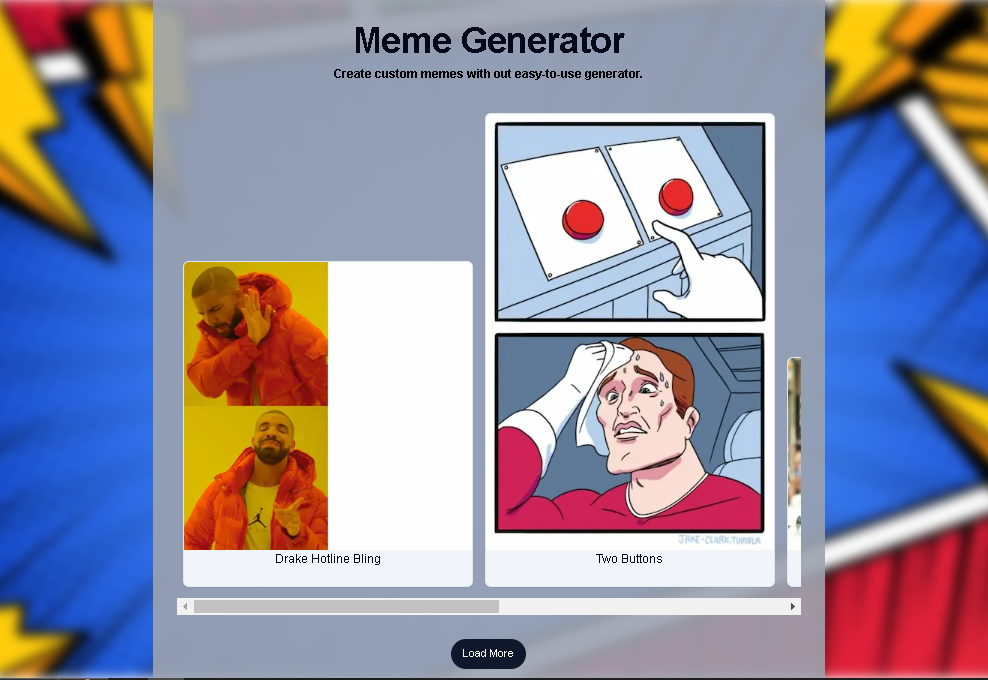 Meme Generator
Create custom memes with out easy-to-use generator.
JAKE-CLARK.TUMBLR
Drake Hotline Bling
Two Buttons
Load More